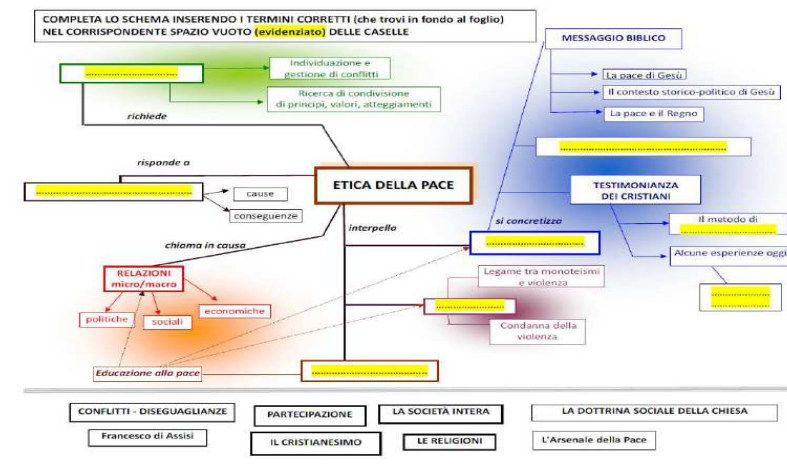 COMPLETA LO SCHEMA INSERENDO I TERMINI CORRETTI (che trovi in fondo al foglio)
NEL CORRISPONDENTE SPAZIO VUOTO (evidenziato) DELLE CASELLE
MESSAGGIO BIBLICO
Individuazione e
gestione di conflitti
Ricerca di condivisione
di principi, valori, atteggiamenti
La pace di Gesù
Il contesto storico-politico di Gesù
La pace e il Regno
richiede
risponde a
cause
conseguenze
ETICA DELLA PACE
TESTIMONIANZA
DEI CRISTIANI
Il metodo di
Alcune esperienze oggi
si concretizza
interpella
chiama in causa
RELAZIONI
micro/macro
politiche
sociali
economiche
Legame tra monoteismi
e violenza
Condanna della
violenza
Educazione alla pace
CONFLITTI - DISEGUAGLIANZE
PARTECIPAZIONE
LA SOCIETÀ INTERA
LA DOTTRINA SOCIALE DELLA CHIESA
Francesco di Assisi
IL CRISTIANESIMO
LE RELIGIONI
L'Arsenale della Pace